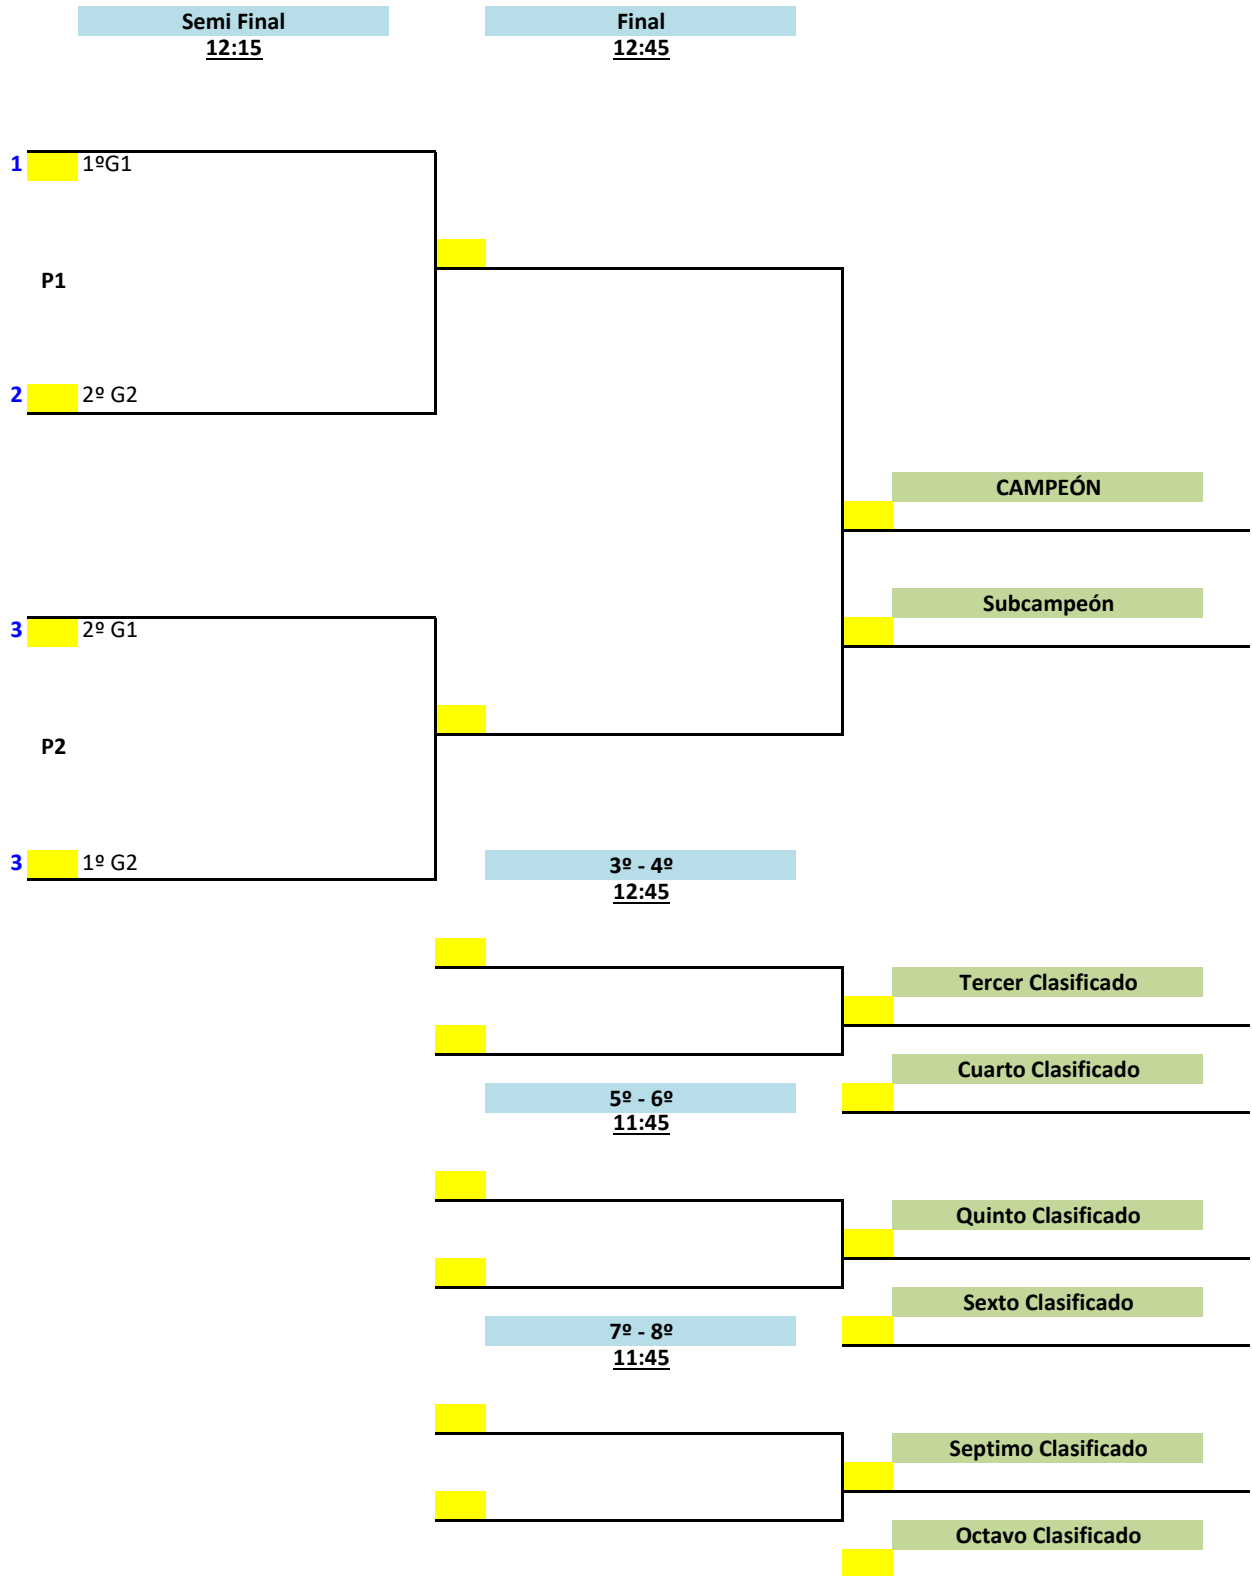 Semi Final
12:15
Final
12:45
1 1ºG1
P1
2 2º G2
CAMPEÓN
Subcampeón
3 2º G1
P2
3 1º G2
3º - 4º
12:45
Tercer Clasificado
Cuarto Clasificado
5º - 6º
11:45
Quinto Clasificado
Sexto Clasificado
7º - 8º
11:45
Septimo Clasificado
Octavo Clasificado